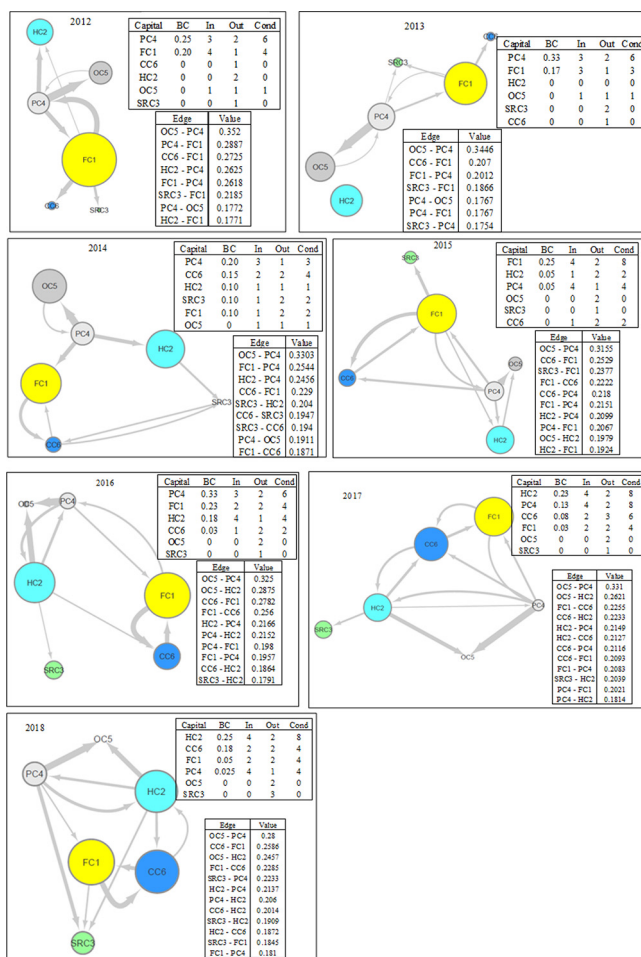 2012
HC2
OC5
PC4
FC1
CC6
SRC3
Capital BC In Out Cond
PC4 0.25 3 2 6
FC1 0.20 4 1 4
CC6 0 0 1 0
HC2 0 0 2 0
OC5 0 1 1 1
SRC3 0 0 1 0
Edge Value
OC5 - PC4 0.352
PC4 - FC1 0.2887
CC6 - FC1 0.2725
HC2 - PC4 0.2625
FC1 - PC4 0.2618
SRC3 - FC1 0.2185
PC4 - OC5 0.1772
HC2 - FC1 0.1771
2013
CC6
SRC3
FC1
PC4
OC5
HC2
Capital BC In Out Cond
PC4 0.33 3 2 6
FC1 0.17 3 1 3
HC2 0 0 0 0
OC5 0 1 1 1
SRC3 0 0 2 0
CC6 0 0 1 0
Edge Value
OC5 - PC4 0.3446
CC6 - FC1 0.207
FC1 - PC4 0.2012
SRC3 - FC1 0.1866
PC4 - OC5 0.1767
PC4 - FC1 0.1767
SRC3 - PC4 0.1754
2014
OC5
PC4
HC2
FC1
SRC3
CC6
Capital BC In Out Cond
PC4 0.20 3 1 3
CC6 0.15 2 2 4
HC2 0.10 1 1 1
SRC3 0.10 1 2 2
FC1 0.10 1 2 2
OC5 0 1 1 1
Edge Value
OC5 - PC4 0.3303
FC1 - PC4 0.2544
HC2 - PC4 0.2456
CC6 - FC1 0.229
SRC3 - HC2 0.204
CC6 - SRC3 0.1947
SRC3 - CC6 0.194
PC4 - OC5 0.1911
FC1 - CC6 0.1871
2015
SRC3
FC1
CC6
OC5
PC4
HC2
Capital BC In Out Cond
FC1 0.25 4 2 8
HC2 0.05 1 2 2
PC4 0.05 4 1 4
OC5 0 0 2 0
SRC3 0 0 1 0
CC6 0 1 2 2
Edge Value
OC5 - PC4 0.3155
CC6 - FC1 0.2529
SRC3 - FC1 0.2377
FC1 - CC6 0.2222
CC6 - PC4 0.218
FC1 - PC4 0.2151
HC2 - PC4 0.2099
PC4 - FC1 0.2067
OC5 - HC2 0.1979
HC2 - FC1 0.1924
2016
OC5
PC4
HC2
FC1
SRC3
CC6
Capital BC In Out Cond
PC4 0.33 3 2 6
FC1 0.23 2 2 4
HC2 0.18 4 1 4
CC6 0.03 1 2 2
OC5 0 0 2 0
SRC3 0 0 1 0
Edge Value
OC5 - PC4 0.325
OC5 - HC2 0.2875
CC6 - FC1 0.2782
FC1 - CC6 0.256
HC2 - PC4 0.2166
PC4 - HC2 0.2152
PC4 - FC1 0.198
FC1 - PC4 0.1957
CC6 - HC2 0.1864
SRC3 - HC2 0.1791
2017
FC1
CC6
HC2
PC4
SRC3
OC5
Capital BC In Out Cond
HC2 0.23 4 2 8
PC4 0.13 4 2 8
CC6 0.08 2 3 6
FC1 0.03 2 2 4
OC5 0 0 2 0
SRC3 0 0 1 0
Edge Value
OC5 - PC4 0.331
OC5 - HC2 0.2621
FC1 - CC6 0.2255
CC6 - HC2 0.2233
HC2 - PC4 0.2149
HC2 - CC6 0.2127
CC6 - PC4 0.2116
CC6 - FC1 0.2093
FC1 - PC4 0.2083
SRC3 - HC2 0.2039
PC4 - FC1 0.2021
PC4 - HC2 0.1814
2018
OC5
PC4
HC2
FC1
CC6
SRC3
Capital BC In Out Cond
HC2 0.25 4 2 8
CC6 0.18 2 2 4
FC1 0.05 2 2 4
PC4 0.025 4 1 4
OC5 0 0 2 0
SRC3 0 0 3 0
Edge Value
OC5 - PC4 0.28
CC6 - FC1 0.2586
OC5 - HC2 0.2457
FC1 - CC6 0.2285
SRC3 - PC4 0.2233
HC2 - PC4 0.2137
PC4 - HC2 0.206
CC6 - HC2 0.2014
SRC3 - HC2 0.1909
HC2 - CC6 0.1872
SRC3 - FC1 0.1845
FC1 - PC4 0.181